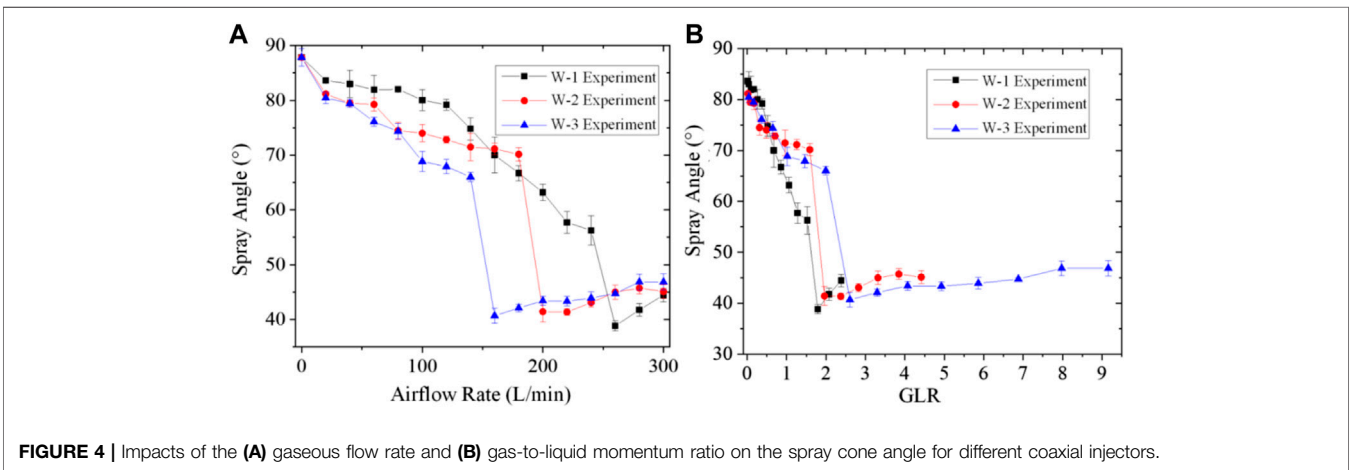 A
90
80
70
60
50
40
0
100
200
300
Spray Angle (°)
Airflow Rate (L/min)
W-1 Experiment
W-2 Experiment
W-3 Experiment
B
90
80
70
60
50
40
30
0
1
2
3
4
5
6
7
8
9
Spray Angle (°)
GLR
W-1 Experiment
W-2 Experiment
W-3 Experiment
FIGURE 4 | Impacts of the (A) gaseous flow rate and (B) gas-to-liquid momentum ratio on the spray cone angle for different coaxial injectors.